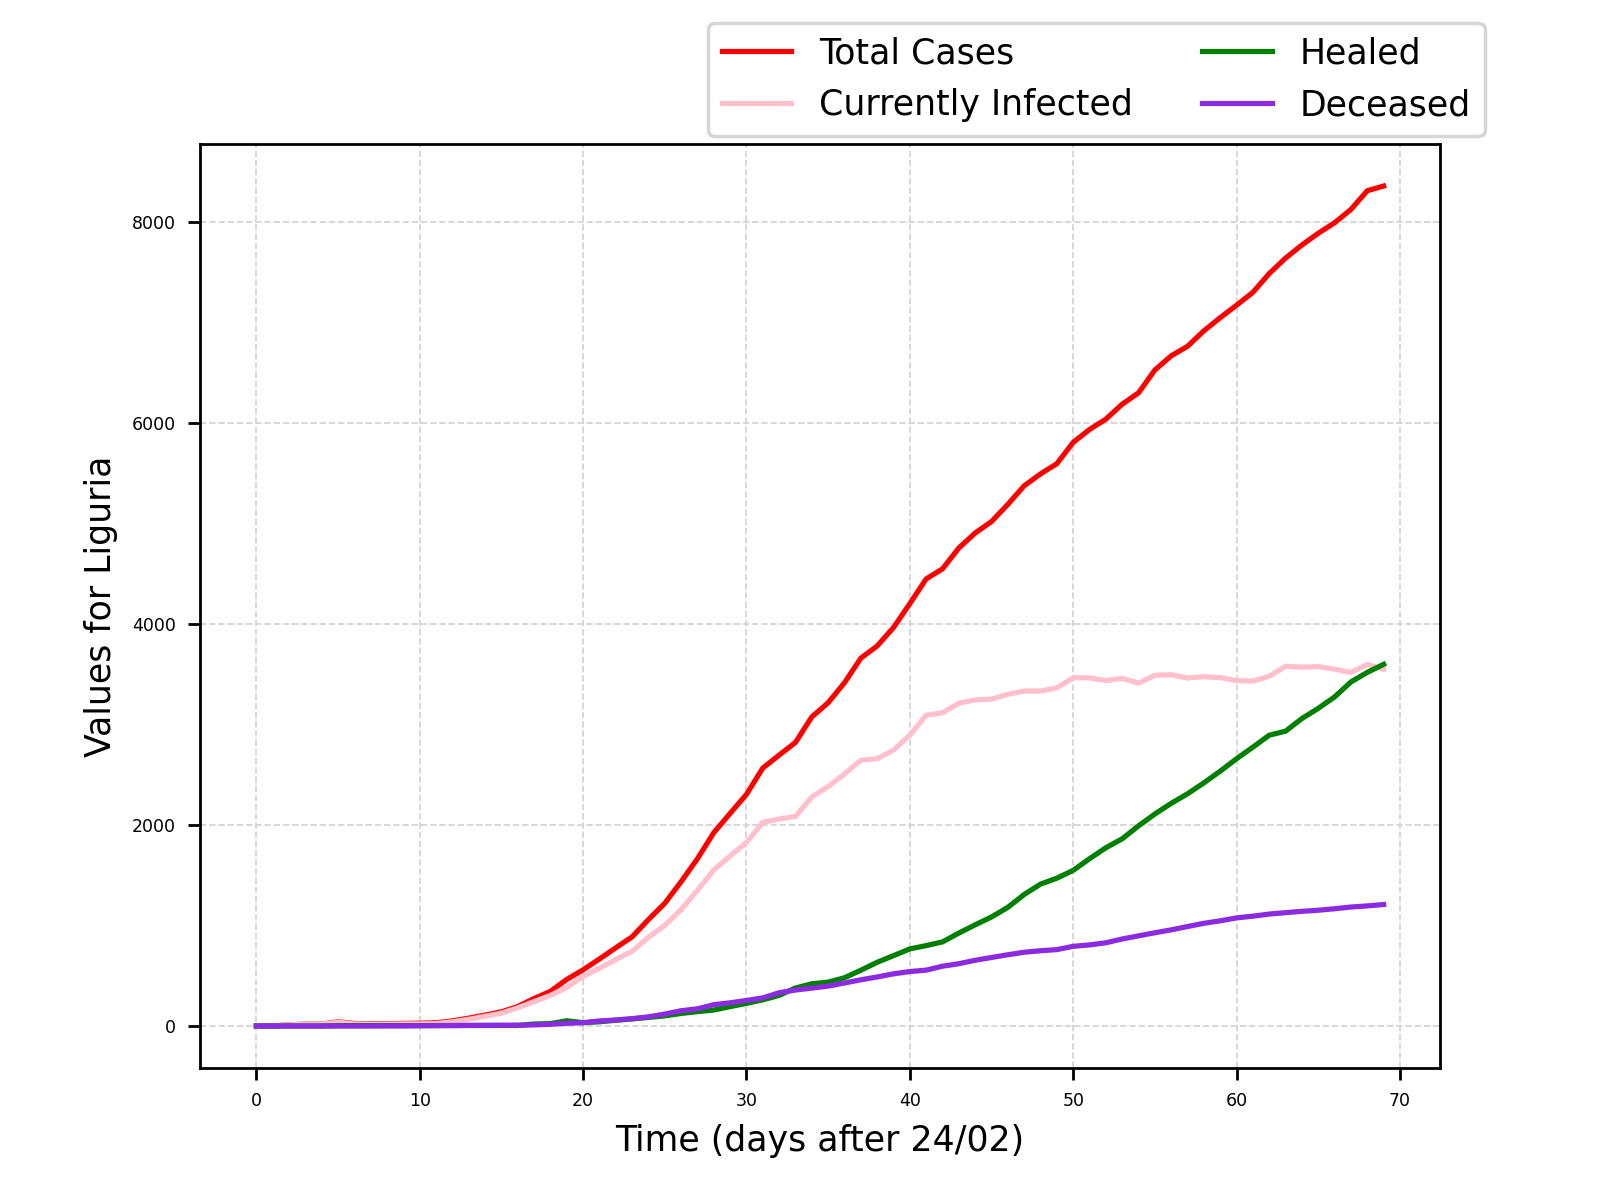 Total Cases
Currently Infected
Healed
Deceased
Values for Liguria
8000
6000
4000
2000
0
0 10 20 30 40 50 60 70
Time (days after 24/02)